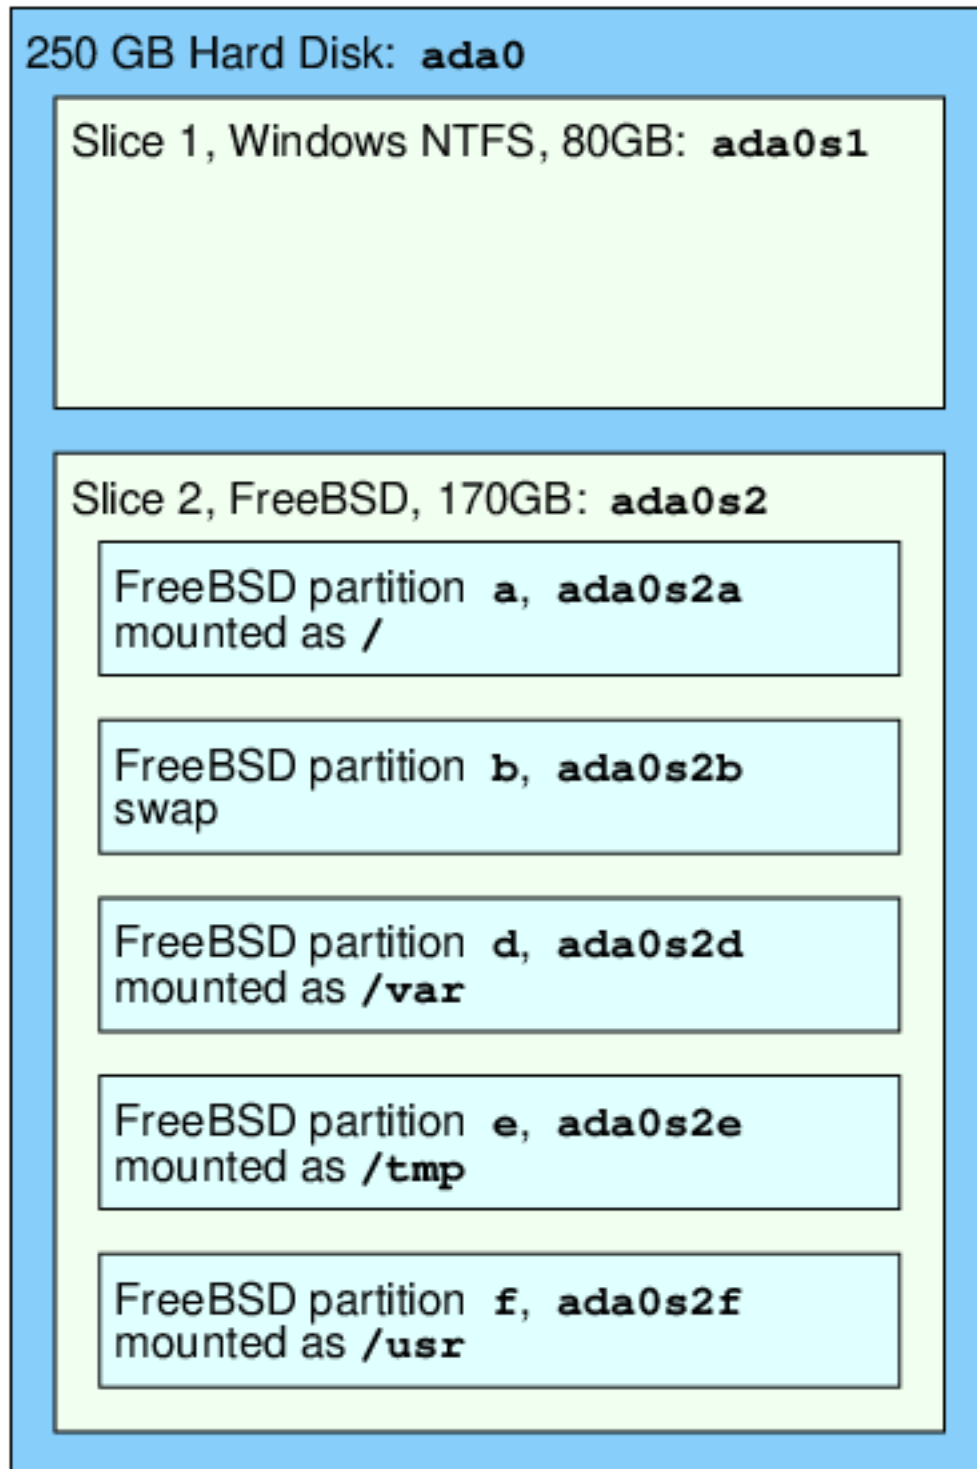 250 GB Hard Disk: ada0
Slice 1, Windows NTFS, 80GB: ada0s1
Slice 2, FreeBSD, 170GB: ada0s2
FreeBSD partition a, ada0s2a
mounted as /
FreeBSD partition b, ada0s2b
swap
FreeBSD partition d, ada0s2d
mounted as /var
FreeBSD partition e, ada0s2e
mounted as /tmp
FreeBSD partition f, ada0s2f
mounted as /usr